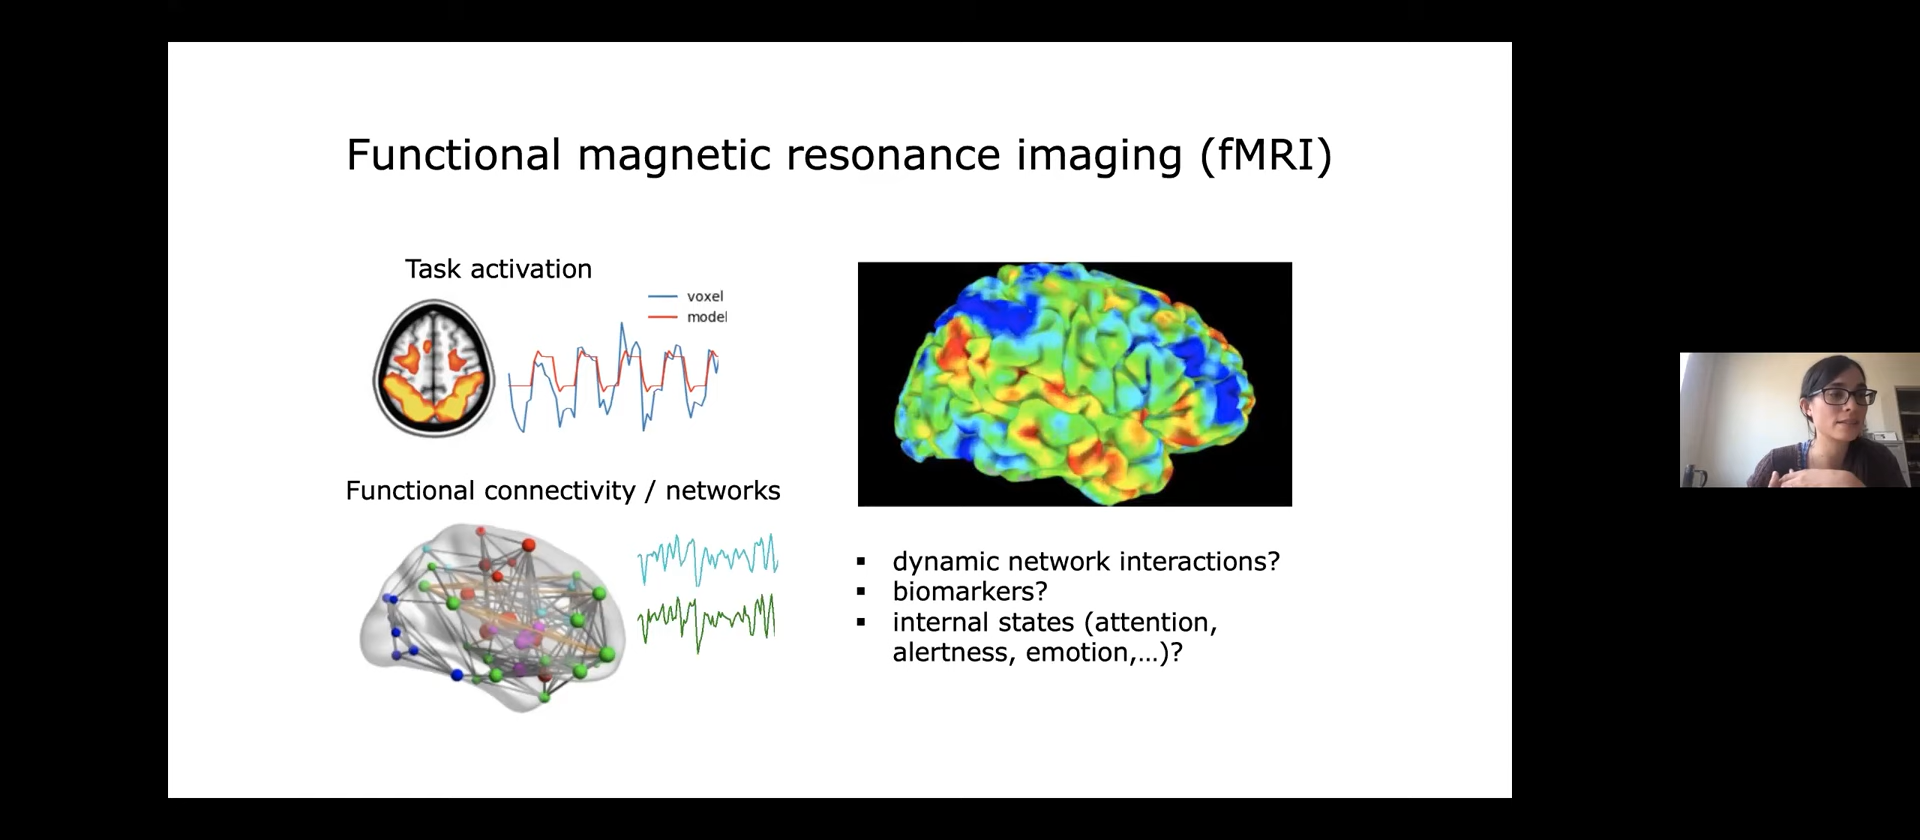 Functional magnetic resonance imaging (fMRI)
Task activation
voxel
model
Functional connectivity / networks
▪ dynamic network interactions?
▪ biomarkers?
▪ internal states (attention,
alertness, emotion,...)?